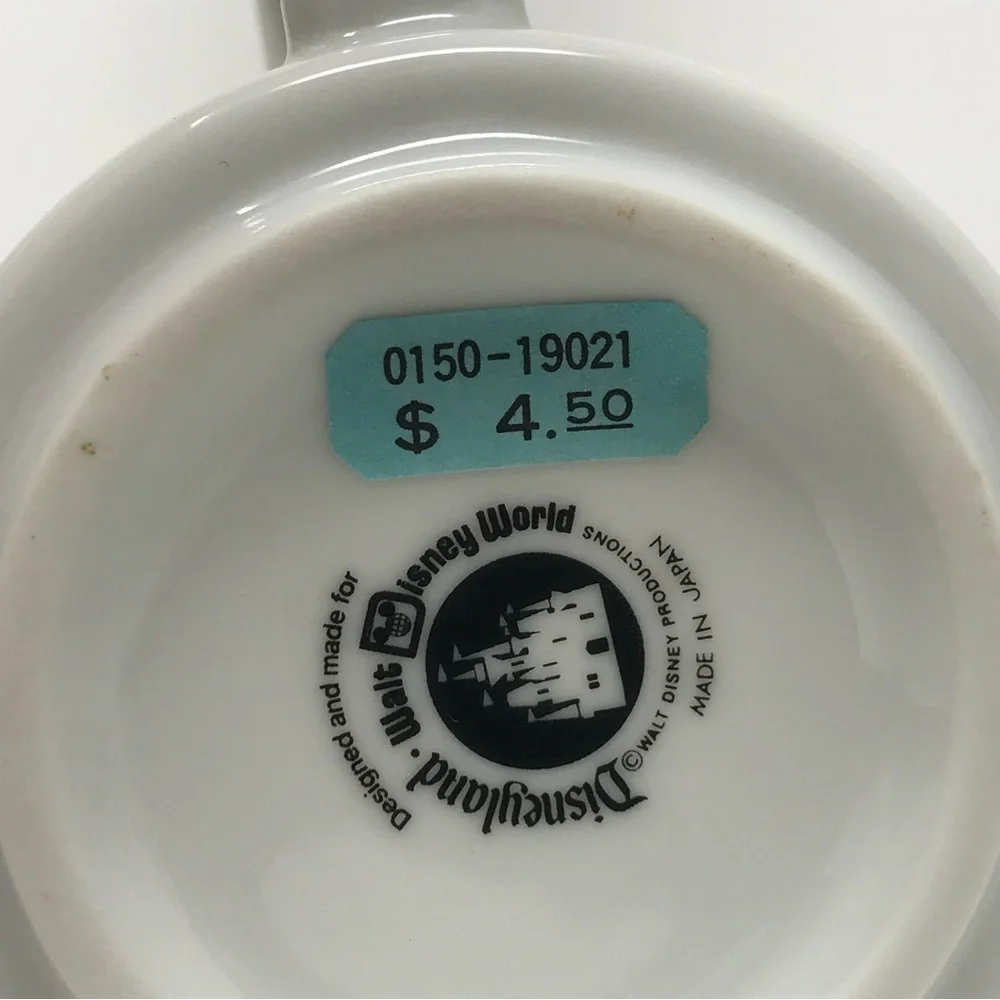 0150-19021
$ 4.50
Designed and made for
Disneyland · Walt Disney World
©WALT DISNEY PRODUCTIONS
MADE IN JAPAN